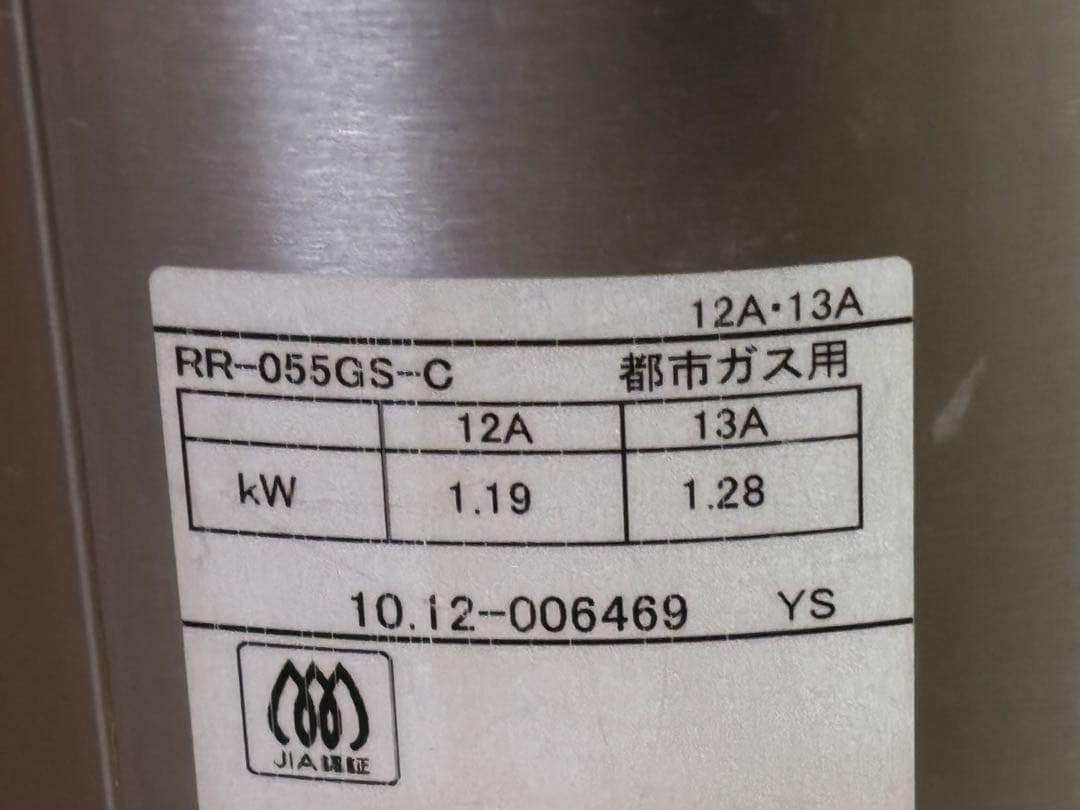 12A・13A
RR-055GS-C 都市ガス用
12A 13A
kW 1.19 1.28
10.12-006469 YS
JIA認証